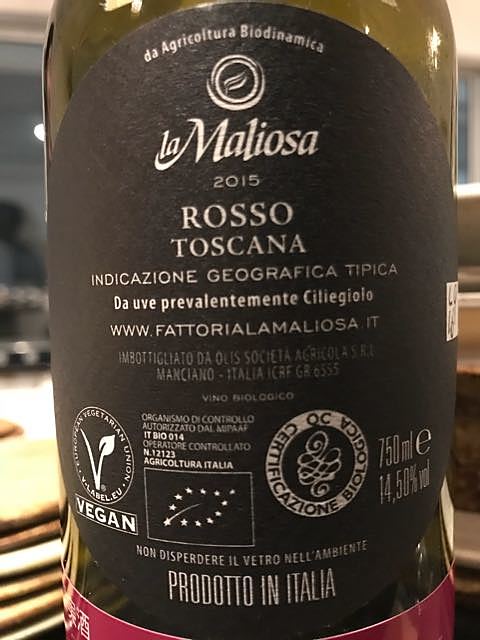 da Agricoltura Biodinamica
la Maliosa
2015
ROSSO
TOSCANA
INDICAZIONE GEOGRAFICA TIPICA
Da uve prevalentemente Ciliegiolo
WWW.FATTORIALAMALIOSA.IT
IMBOTTIGLIATO DA OLIS SOCIETÀ AGRICOLA S.R.L
MANCIANO - ITALIA ICRF GR 6555
VINO BIOLOGICO
EUROPEAN VEGETARIAN UNION
V-LABEL.EU
VEGAN
ORGANISMO DI CONTROLLO
AUTORIZZATO DAL MIPAAF
IT BIO 014
OPERATORE CONTROLLATO
N.12123
AGRICOLTURA ITALIA
QC CERTIFICAZIONE BIOLOGICA
750 ml e
14,50% vol
NON DISPERDERE IL VETRO NELL'AMBIENTE
PRODOTTO IN ITALIA
酒